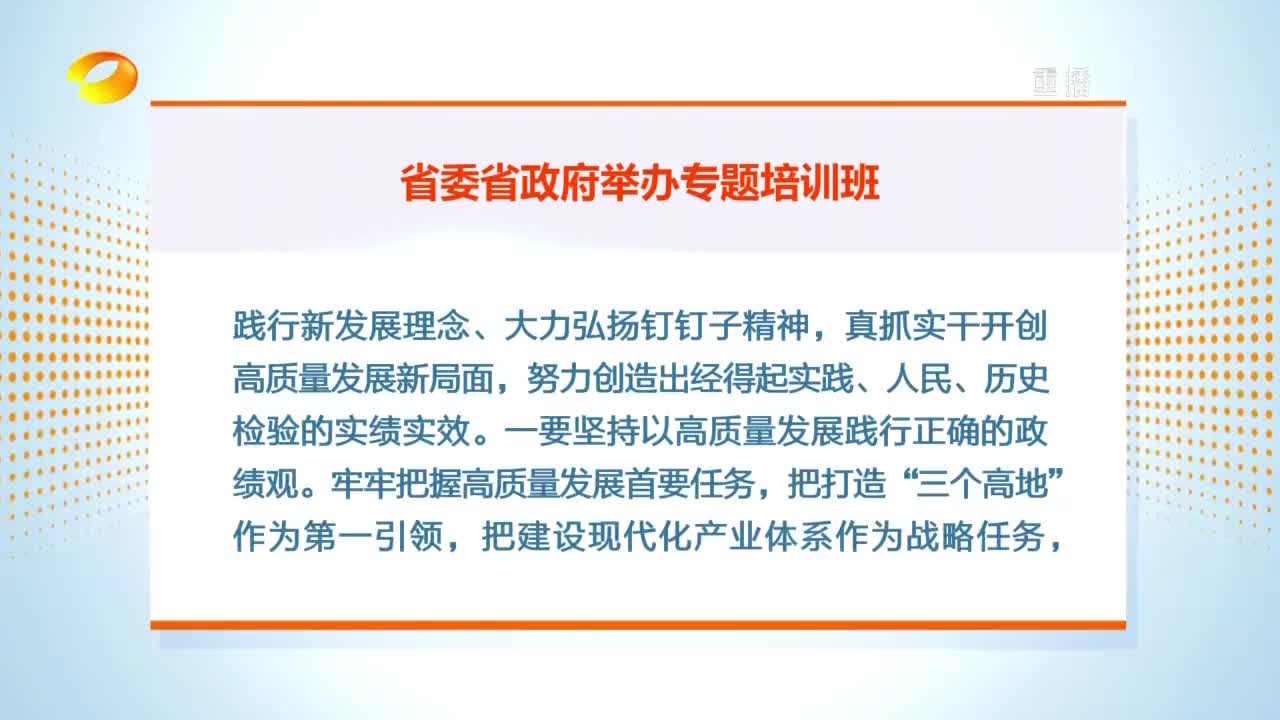 重播
省委省政府举办专题培训班
践行新发展理念、大力弘扬钉钉子精神，真抓实干开创
高质量发展新局面，努力创造出经得起实践、人民、历史
检验的实绩实效。一要坚持以高质量发展践行正确的政
绩观。牢牢把握高质量发展首要任务，把打造“三个高地”
作为第一引领，把建设现代化产业体系作为战略任务，